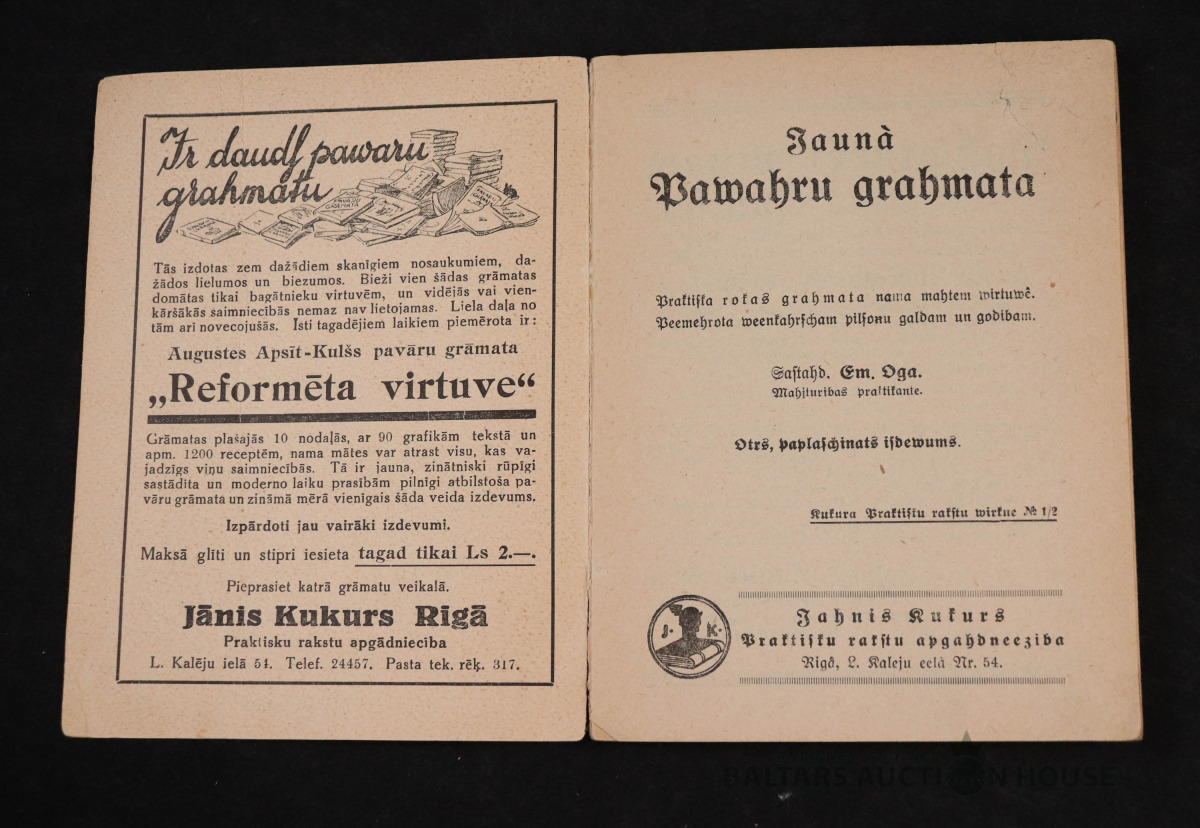 Ir daudſ pawaru
grahmatu
Tās izdotas zem dažādiem skanīgiem nosaukumiem, da-
žādos lielumos un biezumos. Bieži vien šādas grāmatas
domātas tikai bagātnieku virtuvēm, un vidējās vai vien-
kāršākās saimniecībās nemaz nav lietojamas. Liela daļa no
tām ari novecojušās. Īsti tagadējiem laikiem piemērota ir:
Augustes Apsīt-Kulšs pavāru grāmata
„Reformēta virtuve“
Grāmatas plašajās 10 nodaļās, ar 90 grafikām tekstā un
apm. 1200 receptēm, nama mātes var atrast visu, kas va-
jadzīgs viņu saimniecībās. Tā ir jauna, zinātniski rūpīgi
sastādīta un moderno laiku prasībām pilnīgi atbilstoša pa-
vāru grāmata un zināmā mērā vienīgais šāda veida izdevums.
Izpārdoti jau vairāki izdevumi.
Maksā glīti un stipri iesieta tagad tikai Ls 2.—.
Pieprasiet katrā grāmatu veikalā.
Jānis Kukurs Rīgā
Praktisku rakstu apgādniecība
L. Kalēju ielā 54. Telef. 24457. Pasta tek. rēķ. 317.
Jaunà
Pawahru grahmata
Praktiſka rokas grahmata nama mahtem wirtuwê.
Peemehrota weenkahrſcham pilſonu galdam un godibam.
Saſtahd. Em. Oga.
Mahjturibas praktikante.
Otrs, paplaſchinats iſdewums.
Kukura Praktiſku rakſtu wirkne № 1/2
J. K.
Jahnis Kukurs
Praktiſku rakſtu apgahdneeziba
Rigâ, L. Kaleju eelâ Nr. 54.
BALTARS AUCTION HOUSE